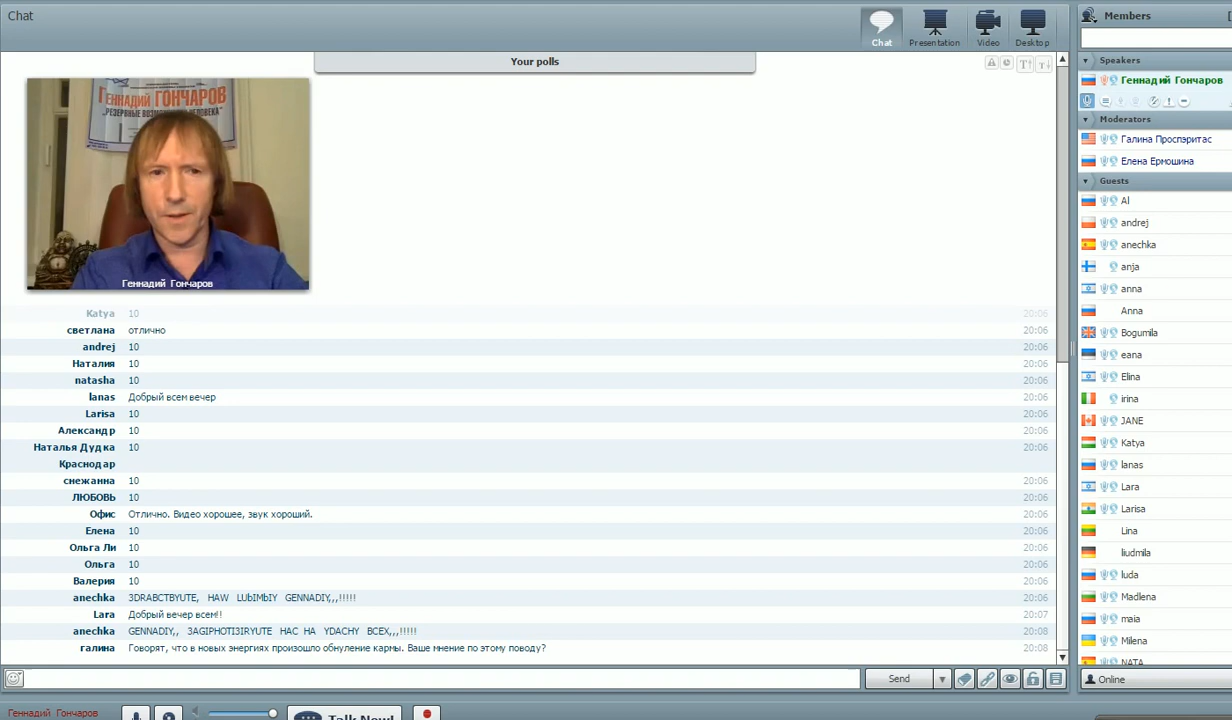 Chat
Chat
Presentation
Video
Desktop
Your polls
Геннадий ГОНЧАРОВ
"РЕЗЕРВНЫЕ ВОЗМОЖНОСТИ ЧЕЛОВЕКА"
Геннадий Гончаров
Katya 10 20:06
светлана отлично 20:06
andrej 10 20:06
Наталия 10 20:06
natasha 10 20:06
lanas Добрый всем вечер 20:06
Larisa 10 20:06
Александр 10 20:06
Наталья Дудка 10 20:06
Краснодар
снежанна 10 20:06
ЛЮБОВЬ 10 20:06
Офис Отлично. Видео хорошее, звук хороший. 20:06
Елена 10 20:06
Ольга Ли 10 20:06
Ольга 10 20:06
Валерия 10 20:06
anechka 3DRABCTBYUTE, HAW LUbIMbIY GENNADIY,,,!!!!! 20:06
Lara Добрый вечер всем!! 20:07
anechka GENNADIY,, 3AGIPHOTI3IRYUTE HAC HA YDACHY BCEX,,,!!!!! 20:08
галина Говорят, что в новых энергиях произошло обнуление кармы. Ваше мнение по этому поводу? 20:08
Send
Геннадий Гончаров
Talk Now!
Members
Speakers
Геннадий Гончаров
Moderators
Галина Проспэритас
Елена Ермошина
Guests
Al
andrej
anechka
anja
anna
Anna
Bogumila
eana
Elina
irina
JANE
Katya
lanas
Lara
Larisa
Lina
liudmila
luda
Madlena
maia
Milena
NATA
Online